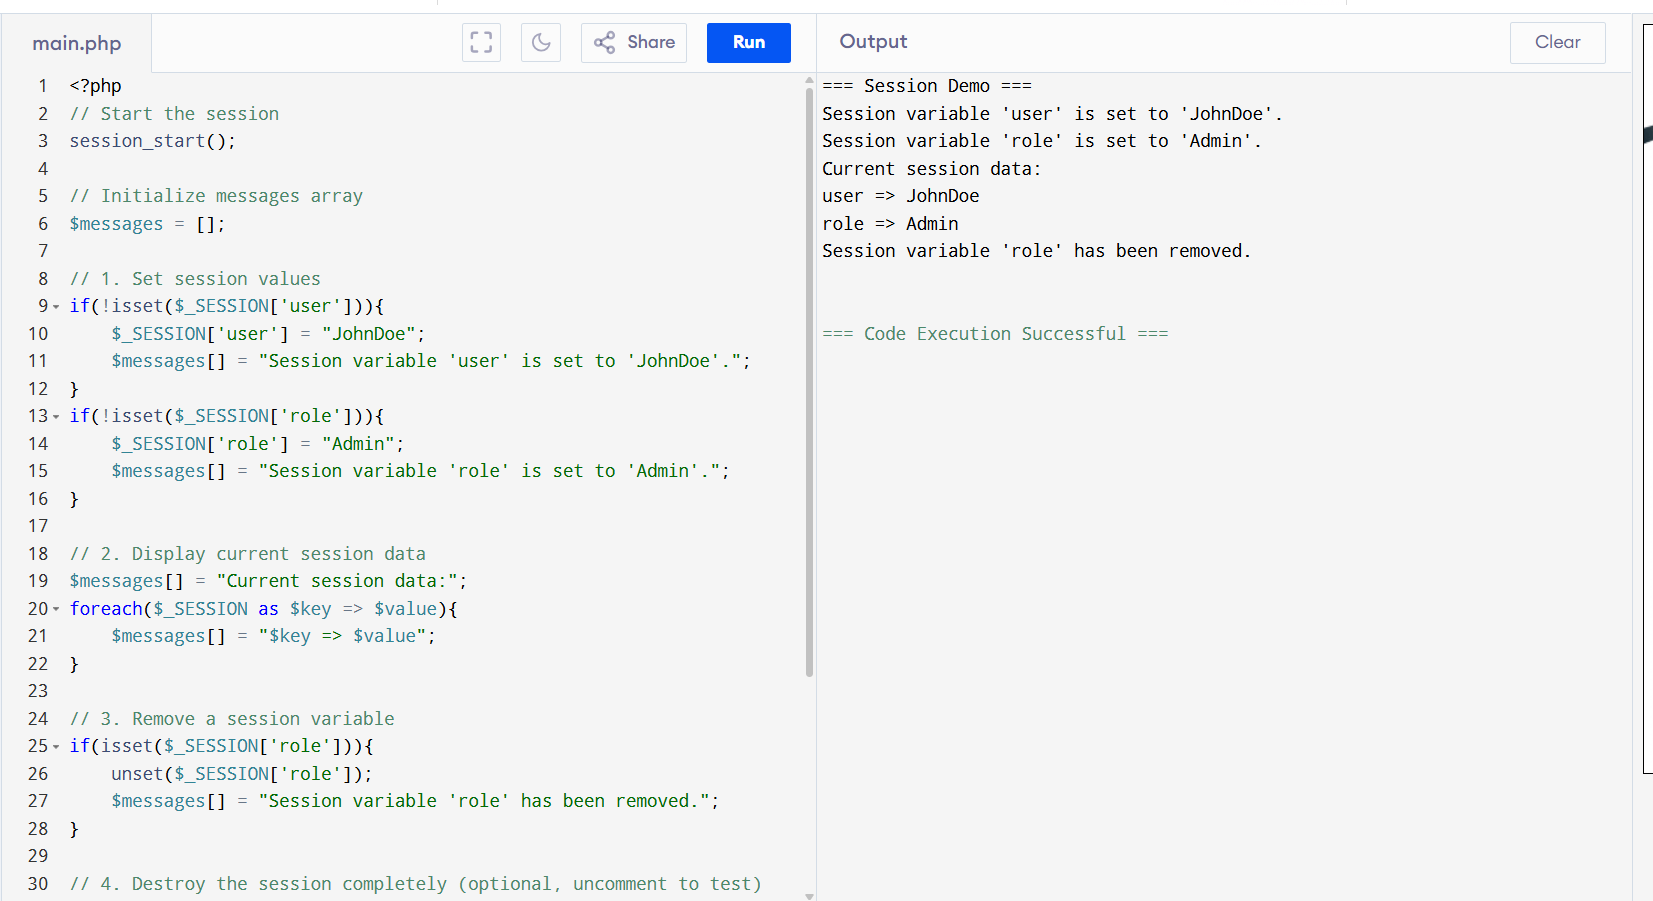 main.php
Share
Run
Output
Clear
1 <?php
2 // Start the session
3 session_start();
4
5 // Initialize messages array
6 $messages = [];
7
8 // 1. Set session values
9 if(!isset($_SESSION['user'])){
10     $_SESSION['user'] = "JohnDoe";
11     $messages[] = "Session variable 'user' is set to 'JohnDoe'.";
12 }
13 if(!isset($_SESSION['role'])){
14     $_SESSION['role'] = "Admin";
15     $messages[] = "Session variable 'role' is set to 'Admin'.";
16 }
17
18 // 2. Display current session data
19 $messages[] = "Current session data:";
20 foreach($_SESSION as $key => $value){
21     $messages[] = "$key => $value";
22 }
23
24 // 3. Remove a session variable
25 if(isset($_SESSION['role'])){
26     unset($_SESSION['role']);
27     $messages[] = "Session variable 'role' has been removed.";
28 }
29
30 // 4. Destroy the session completely (optional, uncomment to test)
=== Session Demo ===
Session variable 'user' is set to 'JohnDoe'.
Session variable 'role' is set to 'Admin'.
Current session data:
user => JohnDoe
role => Admin
Session variable 'role' has been removed.
=== Code Execution Successful ===